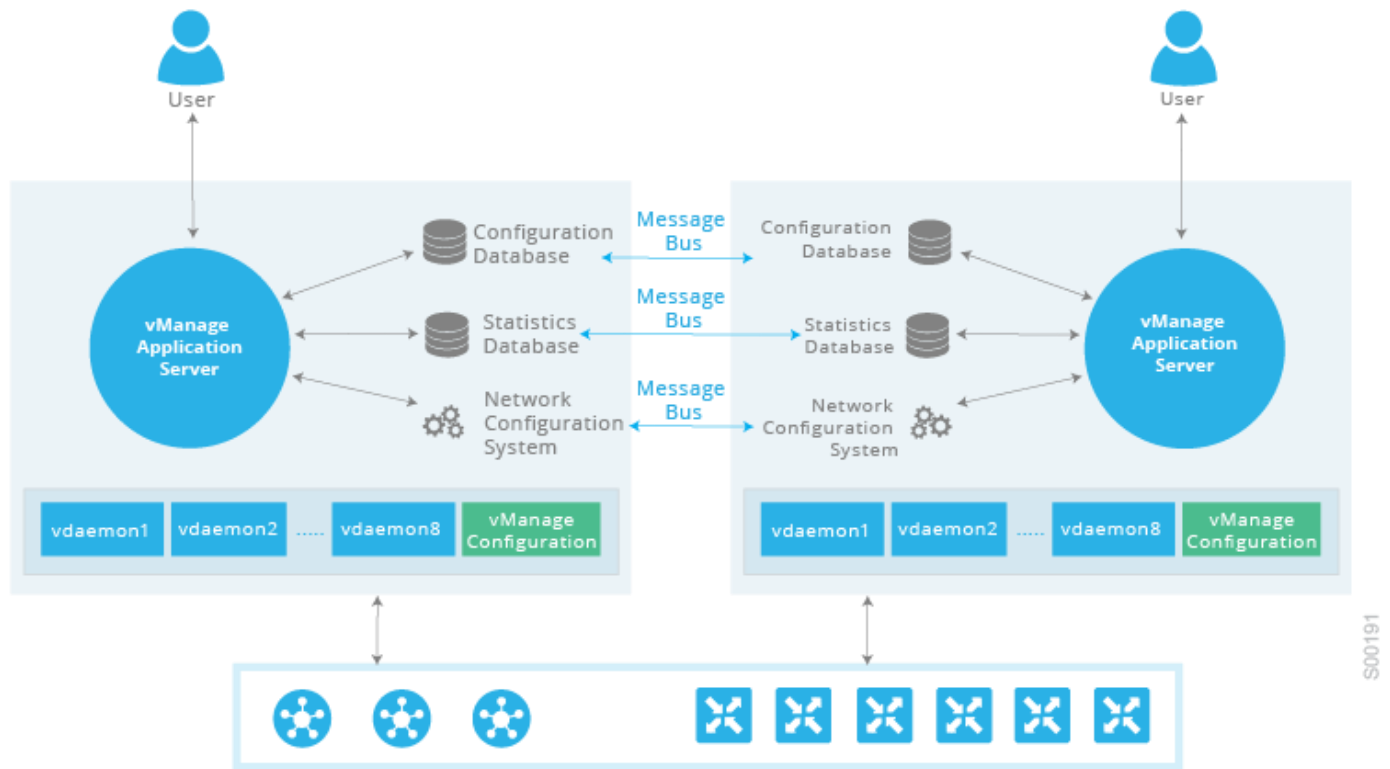 User
User
Message
Bus
Configuration
Database
Configuration
Database
vManage
Application
Server
Message
Bus
Statistics
Database
Statistics
Database
vManage
Application
Server
Message
Bus
Network
Configuration
System
Network
Configuration
System
vdaemon1
vdaemon2
.....
vdaemon8
vManage
Configuration
vdaemon1
vdaemon2
.....
vdaemon8
vManage
Configuration
S00191